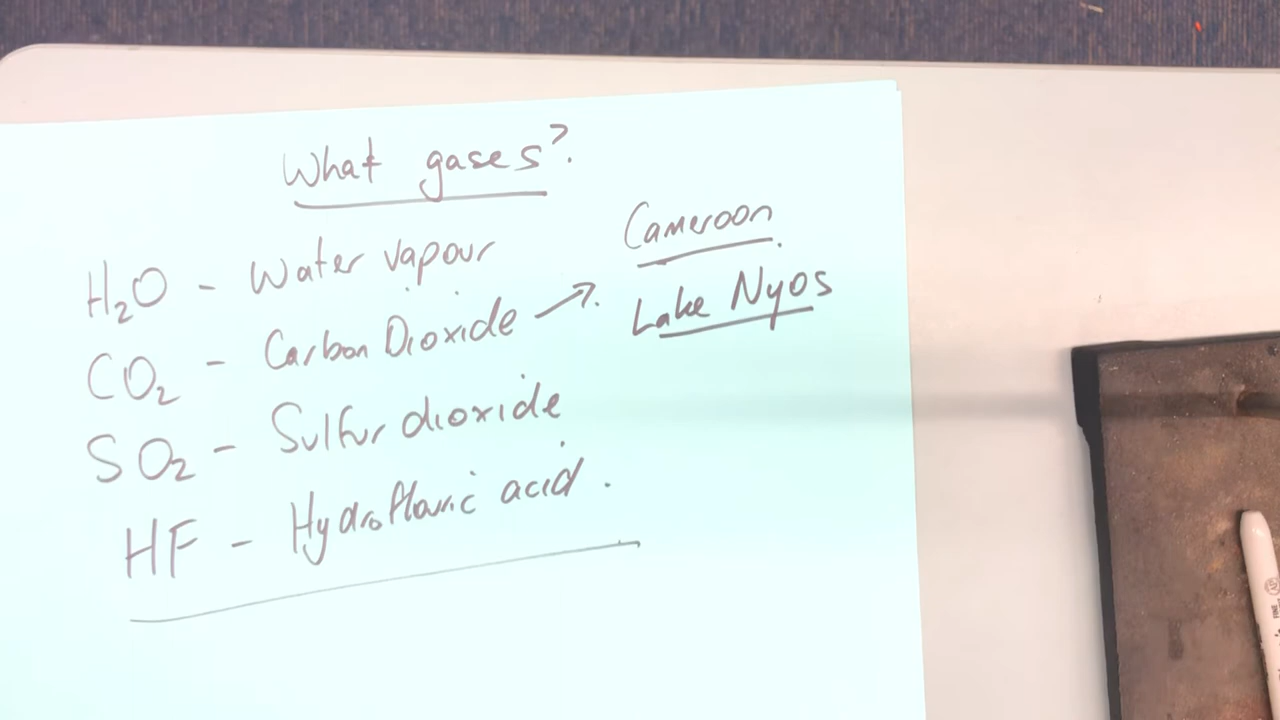 What gases?
H₂O - Water vapour
CO₂ - Carbon Dioxide →
SO₂ - Sulfur dioxide
HF - Hydroflouric acid.
Cameroon
Lake Nyos